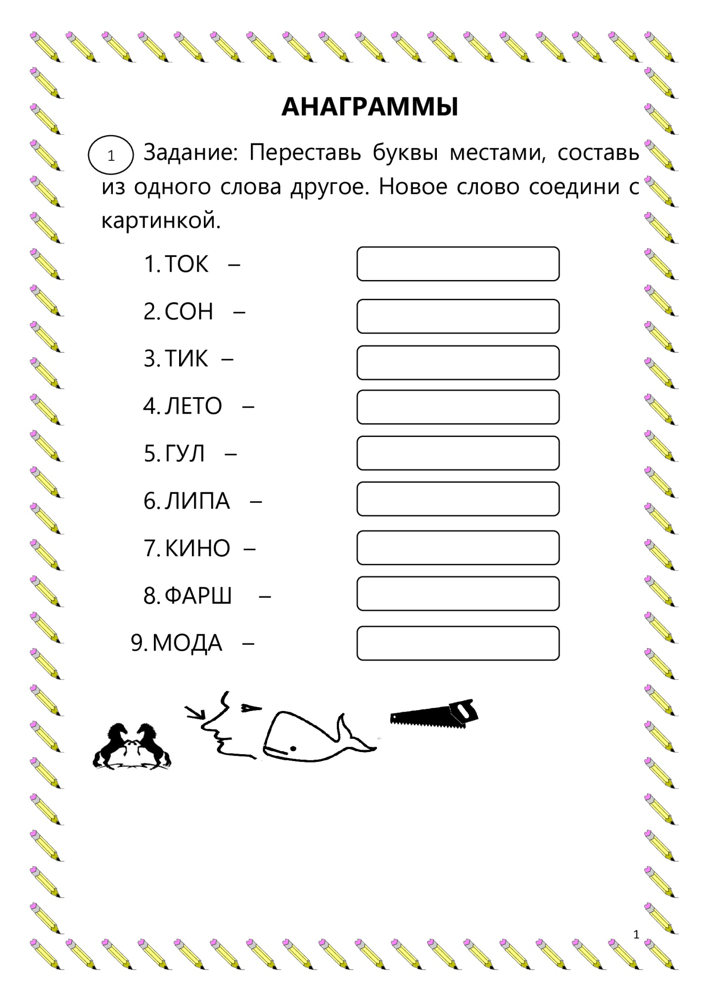 АНАГРАММЫ
1 Задание: Переставь буквы местами, составь
из одного слова другое. Новое слово соедини с
картинкой.
1. ТОК –
2. СОН –
3. ТИК –
4. ЛЕТО –
5. ГУЛ –
6. ЛИПА –
7. КИНО –
8. ФАРШ –
9. МОДА –
1